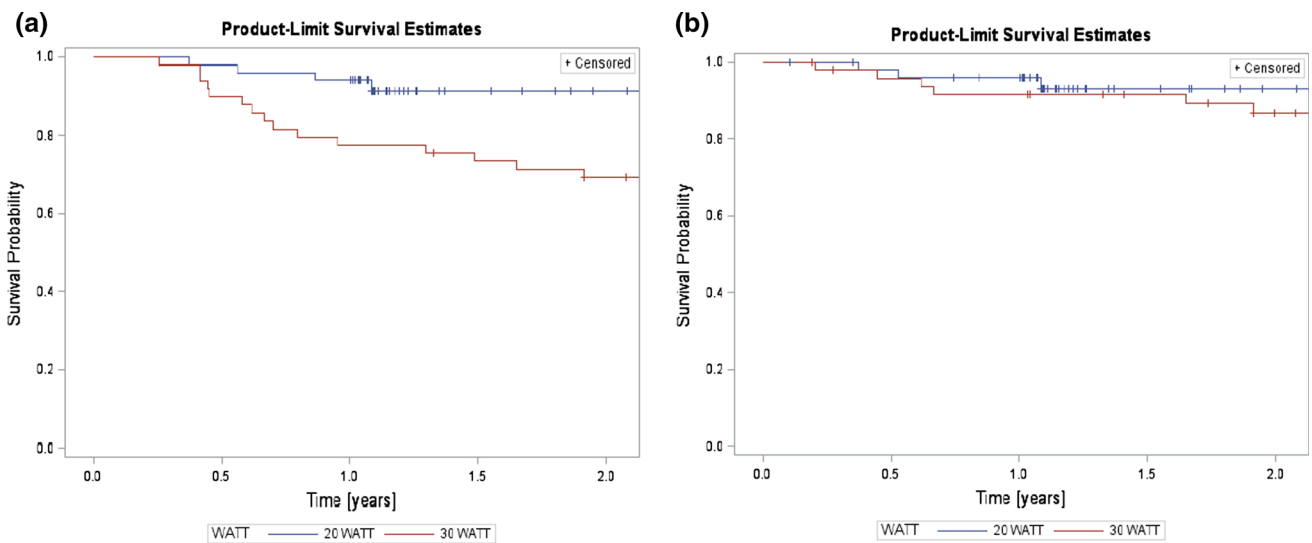 (a)
Product-Limit Survival Estimates
+ Censored
1.0
0.8
0.6
0.4
0.2
0.0
Survival Probability
0.0 0.5 1.0 1.5 2.0
Time [years]
WATT 20 WATT 30 WATT
(b)
Product-Limit Survival Estimates
+ Censored
1.0
0.8
0.6
0.4
0.2
0.0
Survival Probability
0.0 0.5 1.0 1.5 2.0
Time [years]
WATT 20 WATT 30 WATT